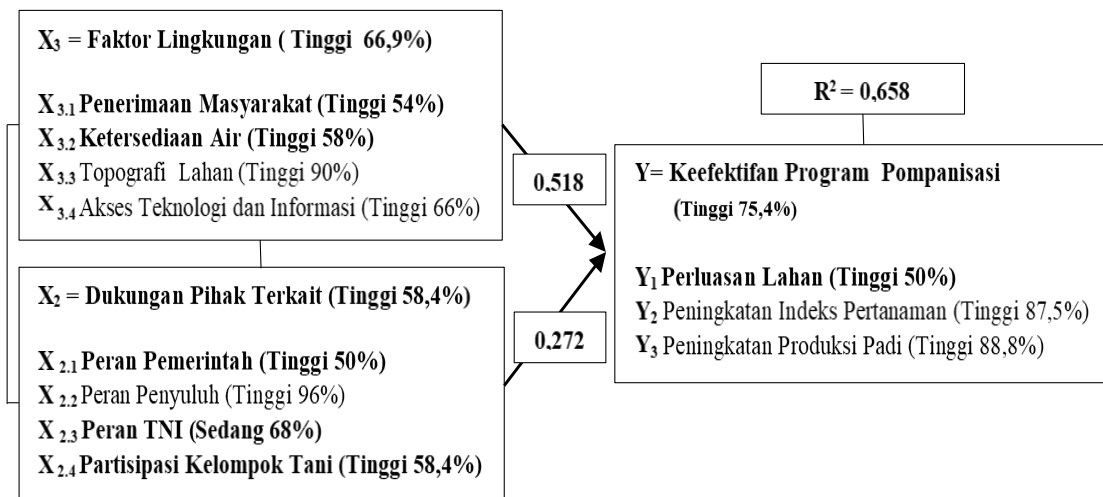 X3 = Faktor Lingkungan ( Tinggi 66,9%)
X3.1 Penerimaan Masyarakat (Tinggi 54%)
X3.2 Ketersediaan Air (Tinggi 58%)
X3.3 Topografi Lahan (Tinggi 90%)
X3.4 Akses Teknologi dan Informasi (Tinggi 66%)
X2 = Dukungan Pihak Terkait (Tinggi 58,4%)
X2.1 Peran Pemerintah (Tinggi 50%)
X2.2 Peran Penyuluh (Tinggi 96%)
X2.3 Peran TNI (Sedang 68%)
X2.4 Partisipasi Kelompok Tani (Tinggi 58,4%)
0,518
0,272
R² = 0,658
Y= Keefektifan Program Pompanisasi
(Tinggi 75,4%)
Y1 Perluasan Lahan (Tinggi 50%)
Y2 Peningkatan Indeks Pertanaman (Tinggi 87,5%)
Y3 Peningkatan Produksi Padi (Tinggi 88,8%)